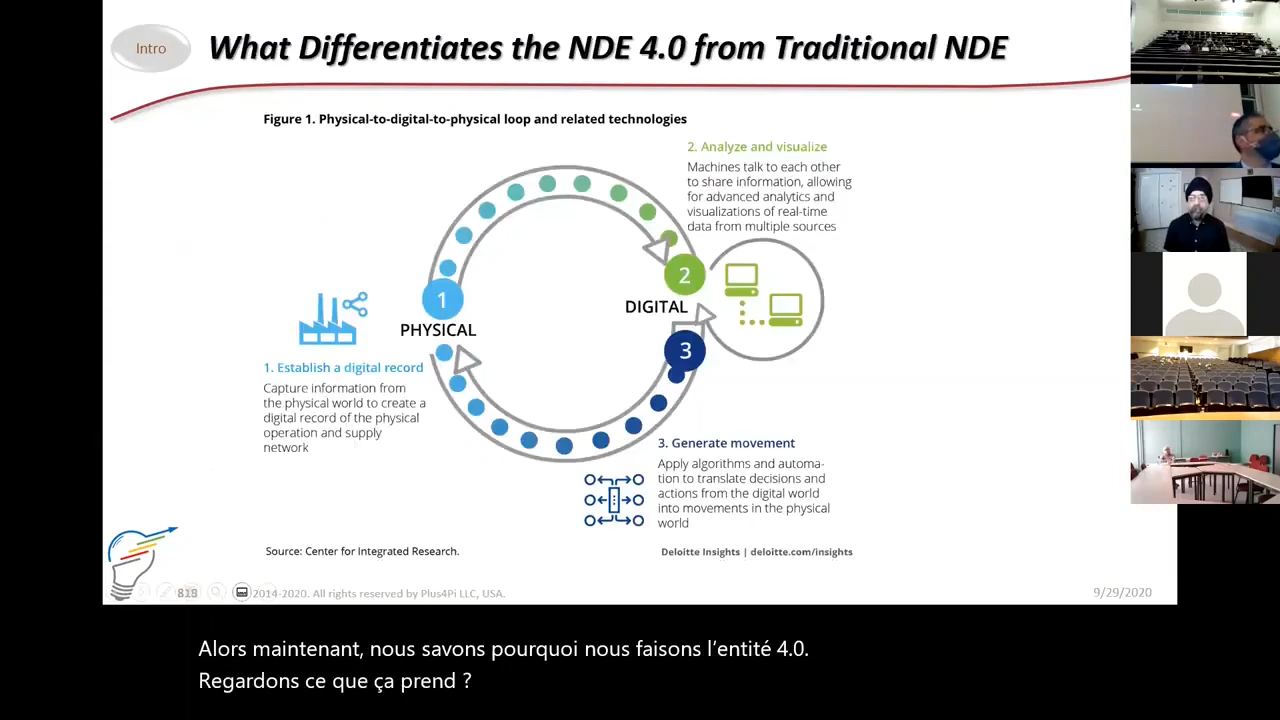 Intro
What Differentiates the NDE 4.0 from Traditional NDE
Figure 1. Physical-to-digital-to-physical loop and related technologies
2. Analyze and visualize
Machines talk to each other
to share information, allowing
for advanced analytics and
visualizations of real-time
data from multiple sources
1
PHYSICAL
2
DIGITAL
3
1. Establish a digital record
Capture information from
the physical world to create a
digital record of the physical
operation and supply
network
3. Generate movement
Apply algorithms and automa-
tion to translate decisions and
actions from the digital world
into movements in the physical
world
Source: Center for Integrated Research.
Deloitte Insights | deloitte.com/insights
2014-2020. All rights reserved by Plus4Pi LLC, USA.
9/29/2020
Alors maintenant, nous savons pourquoi nous faisons l’entité 4.0.
Regardons ce que ça prend ?